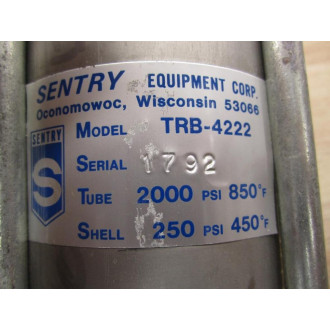 SENTRY EQUIPMENT CORP.
Oconomowoc, Wisconsin 53066
MODEL TRB-4222
SENTRY
S
SERIAL 1792
TUBE 2000 PSI 850°F
SHELL 250 PSI 450°F